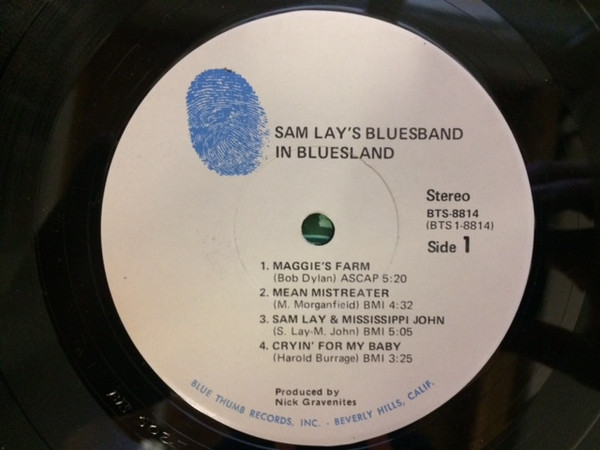 SAM LAY'S BLUESBAND
IN BLUESLAND
Stereo
BTS-8814
(BTS 1-8814)
Side 1
1. MAGGIE'S FARM
(Bob Dylan) ASCAP 5:20
2. MEAN MISTREATER
(M. Morganfield) BMI 4:32
3. SAM LAY & MISSISSIPPI JOHN
(S. Lay-M. John) BMI 5:05
4. CRYIN' FOR MY BABY
(Harold Burrage) BMI 3:25
Produced by
Nick Gravenites
BLUE THUMB RECORDS, INC. - BEVERLY HILLS, CALIF.